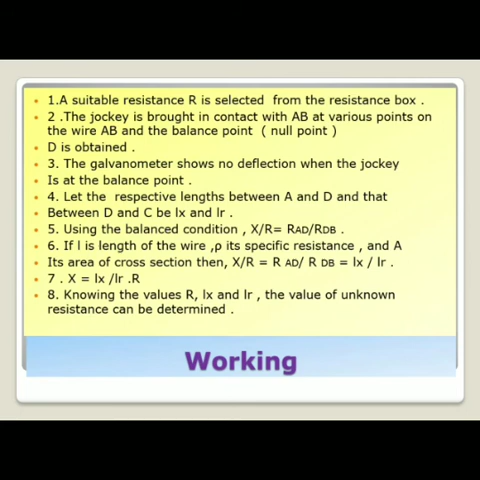 • 1.A suitable resistance R is selected from the resistance box .
• 2 .The jockey is brought in contact with AB at various points on
the wire AB and the balance point ( null point )
• D is obtained .
• 3. The galvanometer shows no deflection when the jockey
• Is at the balance point .
• 4. Let the respective lengths between A and D and that
• Between D and C be lx and lr .
• 5. Using the balanced condition , X/R= RAD/RDB .
• 6. If l is length of the wire ,ρ its specific resistance , and A
• Its area of cross section then, X/R = R AD/ R DB = lx / lr .
• 7 . X = lx /lr .R
• 8. Knowing the values R, lx and lr , the value of unknown
resistance can be determined .
Working